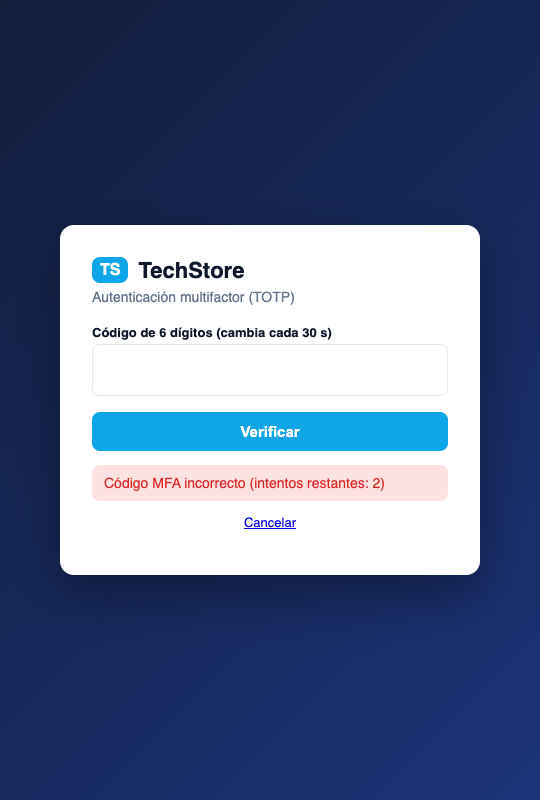 TS TechStore
Autenticación multifactor (TOTP)
Código de 6 dígitos (cambia cada 30 s)
Verificar
Código MFA incorrecto (intentos restantes: 2)
Cancelar